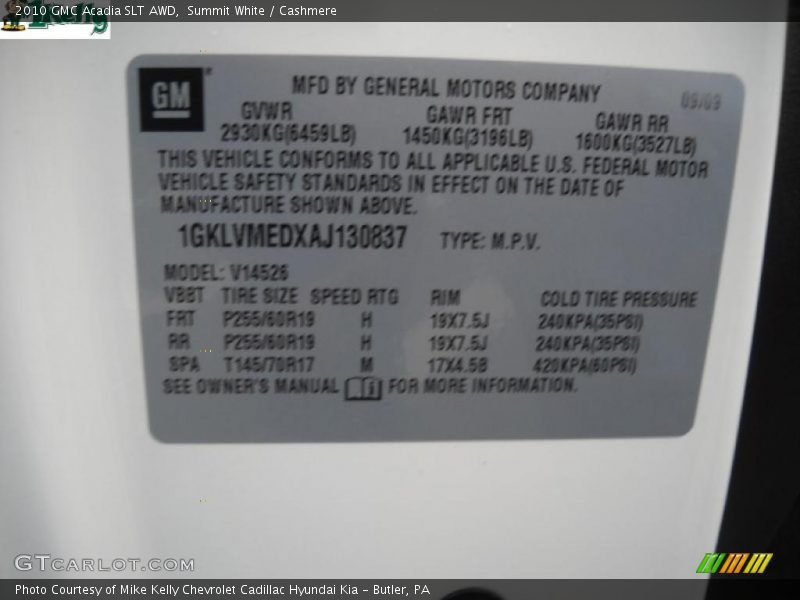 2010 GMC Acadia SLT AWD, Summit White / Cashmere
Kelly
GM
MFD BY GENERAL MOTORS COMPANY 09/09
GVWR GAWR FRT GAWR RR
2930KG(6459LB) 1450KG(3196LB) 1600KG(3527LB)
THIS VEHICLE CONFORMS TO ALL APPLICABLE U.S. FEDERAL MOTOR
VEHICLE SAFETY STANDARDS IN EFFECT ON THE DATE OF
MANUFACTURE SHOWN ABOVE.
1GKLVMEDXAJ130837 TYPE: M.P.V.
MODEL: V14526
TIRE SIZE SPEED RTG RIM COLD TIRE PRESSURE
FRT P255/60R19 H 19X7.5J 240KPA(35PSI)
RR P255/60R19 H 19X7.5J 240KPA(35PSI)
SPA T145/70R17 M 17X4.5B 420KPA(60PSI)
SEE OWNER'S MANUAL i FOR MORE INFORMATION.
GTCARLOT.COM
Photo Courtesy of Mike Kelly Chevrolet Cadillac Hyundai Kia – Butler, PA